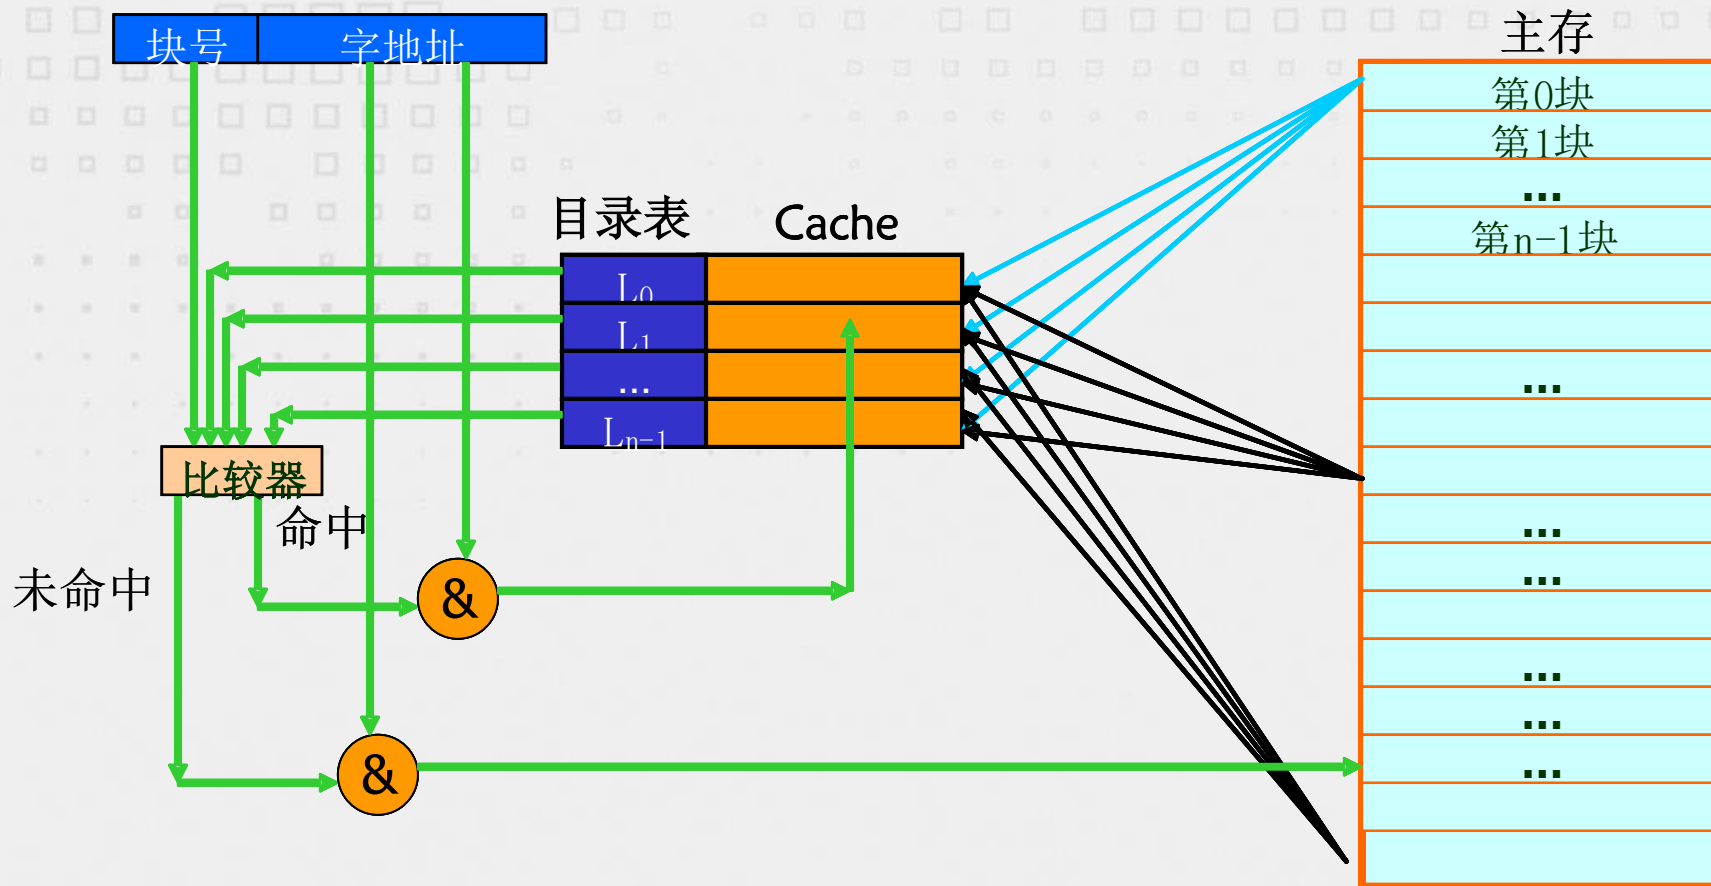 块号 字地址
主存
第0块
第1块
...
第n-1块
目录表 Cache
L0
L1
...
Ln-1
...
比较器
命中
未命中
&
...
...
...
...
&
...